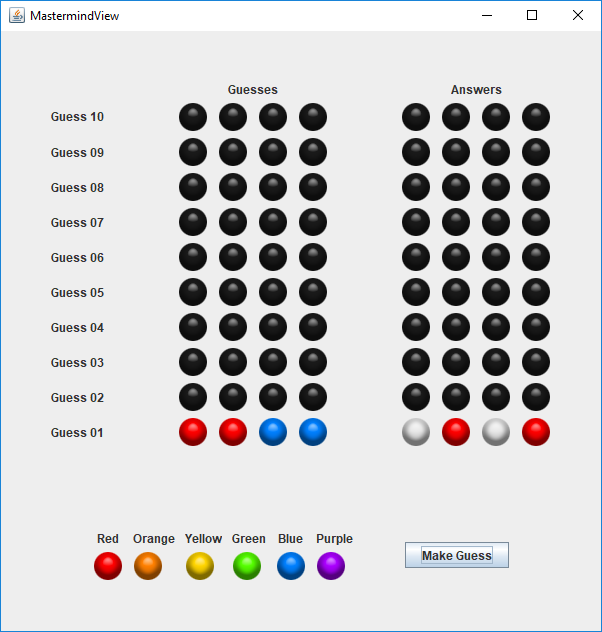 MastermindView
Guesses Answers
Guess 10
Guess 09
Guess 08
Guess 07
Guess 06
Guess 05
Guess 04
Guess 03
Guess 02
Guess 01
Red Orange Yellow Green Blue Purple
Make Guess